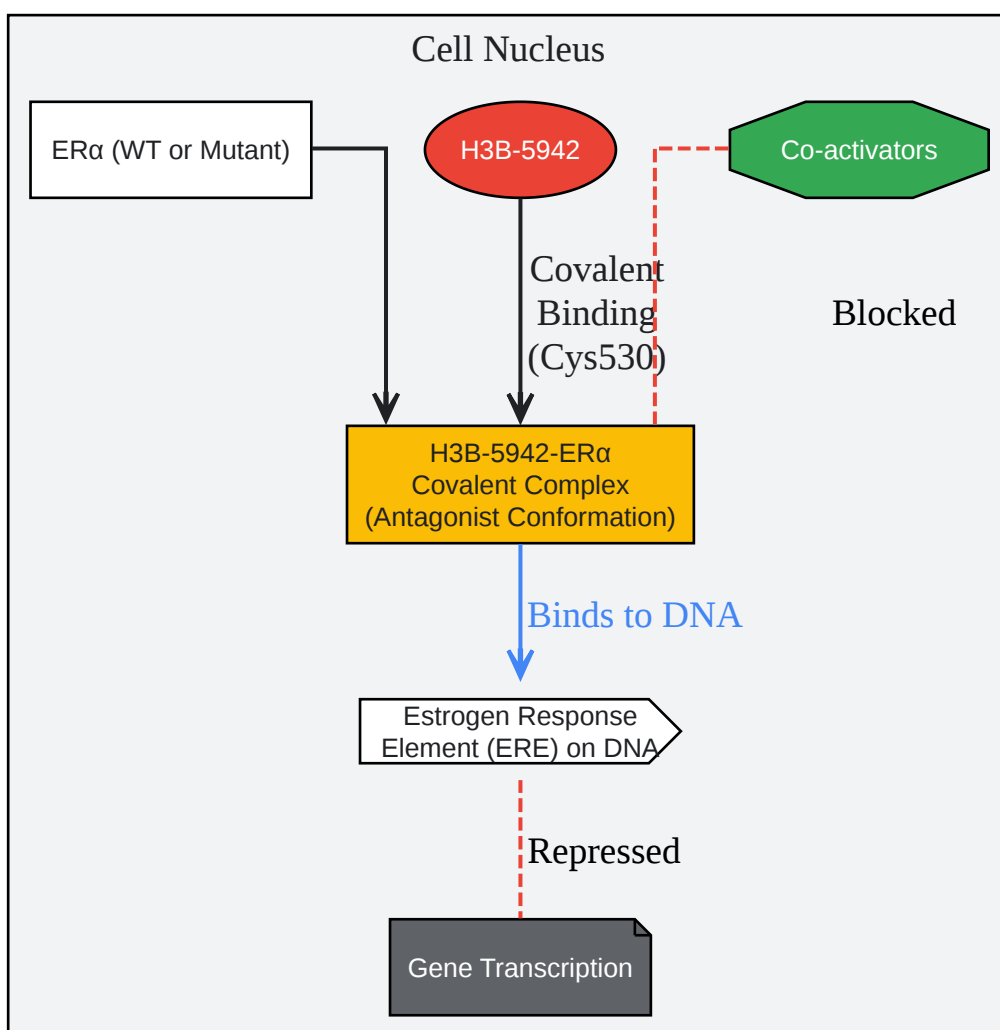 Cell Nucleus
ERα (WT or Mutant)
H3B-5942
Co-activators
Covalent
Binding
(Cys530)
Blocked
H3B-5942-ERα
Covalent Complex
(Antagonist Conformation)
Binds to DNA
Estrogen Response
Element (ERE) on DNA
Repressed
Gene Transcription